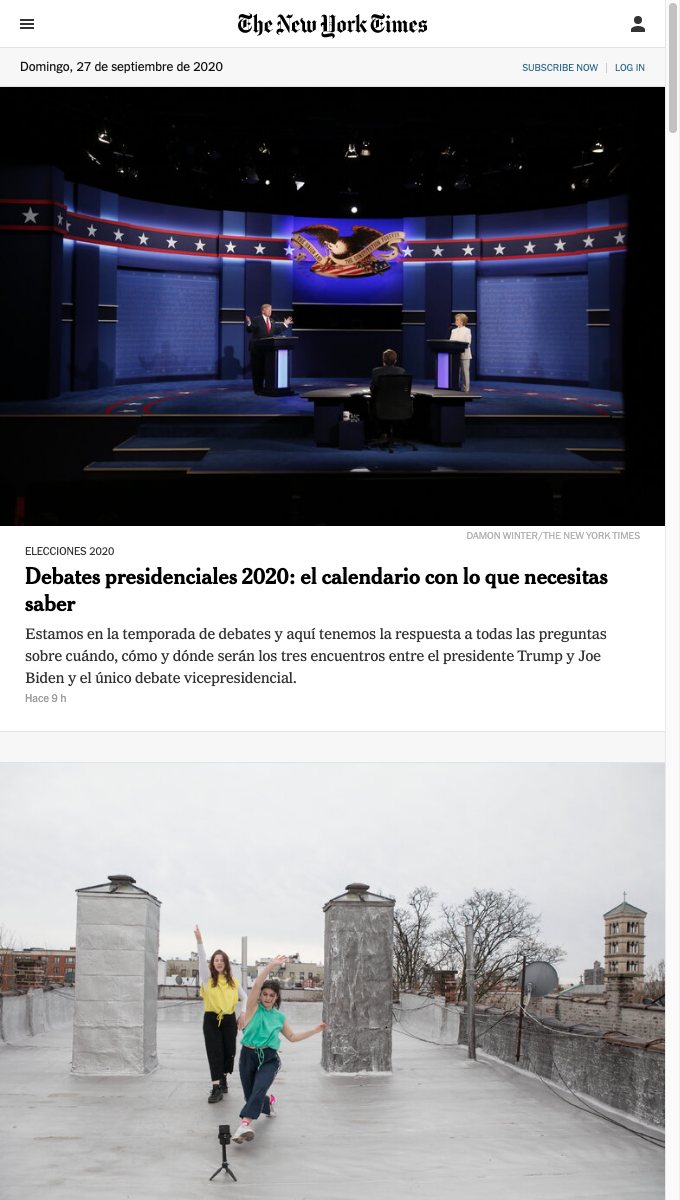 The New York Times
Domingo, 27 de septiembre de 2020
SUBSCRIBE NOW | LOG IN
DAMON WINTER/THE NEW YORK TIMES
ELECCIONES 2020
Debates presidenciales 2020: el calendario con lo que necesitas
saber
Estamos en la temporada de debates y aquí tenemos la respuesta a todas las preguntas
sobre cuándo, cómo y dónde serán los tres encuentros entre el presidente Trump y Joe
Biden y el único debate vicepresidencial.
Hace 9 h